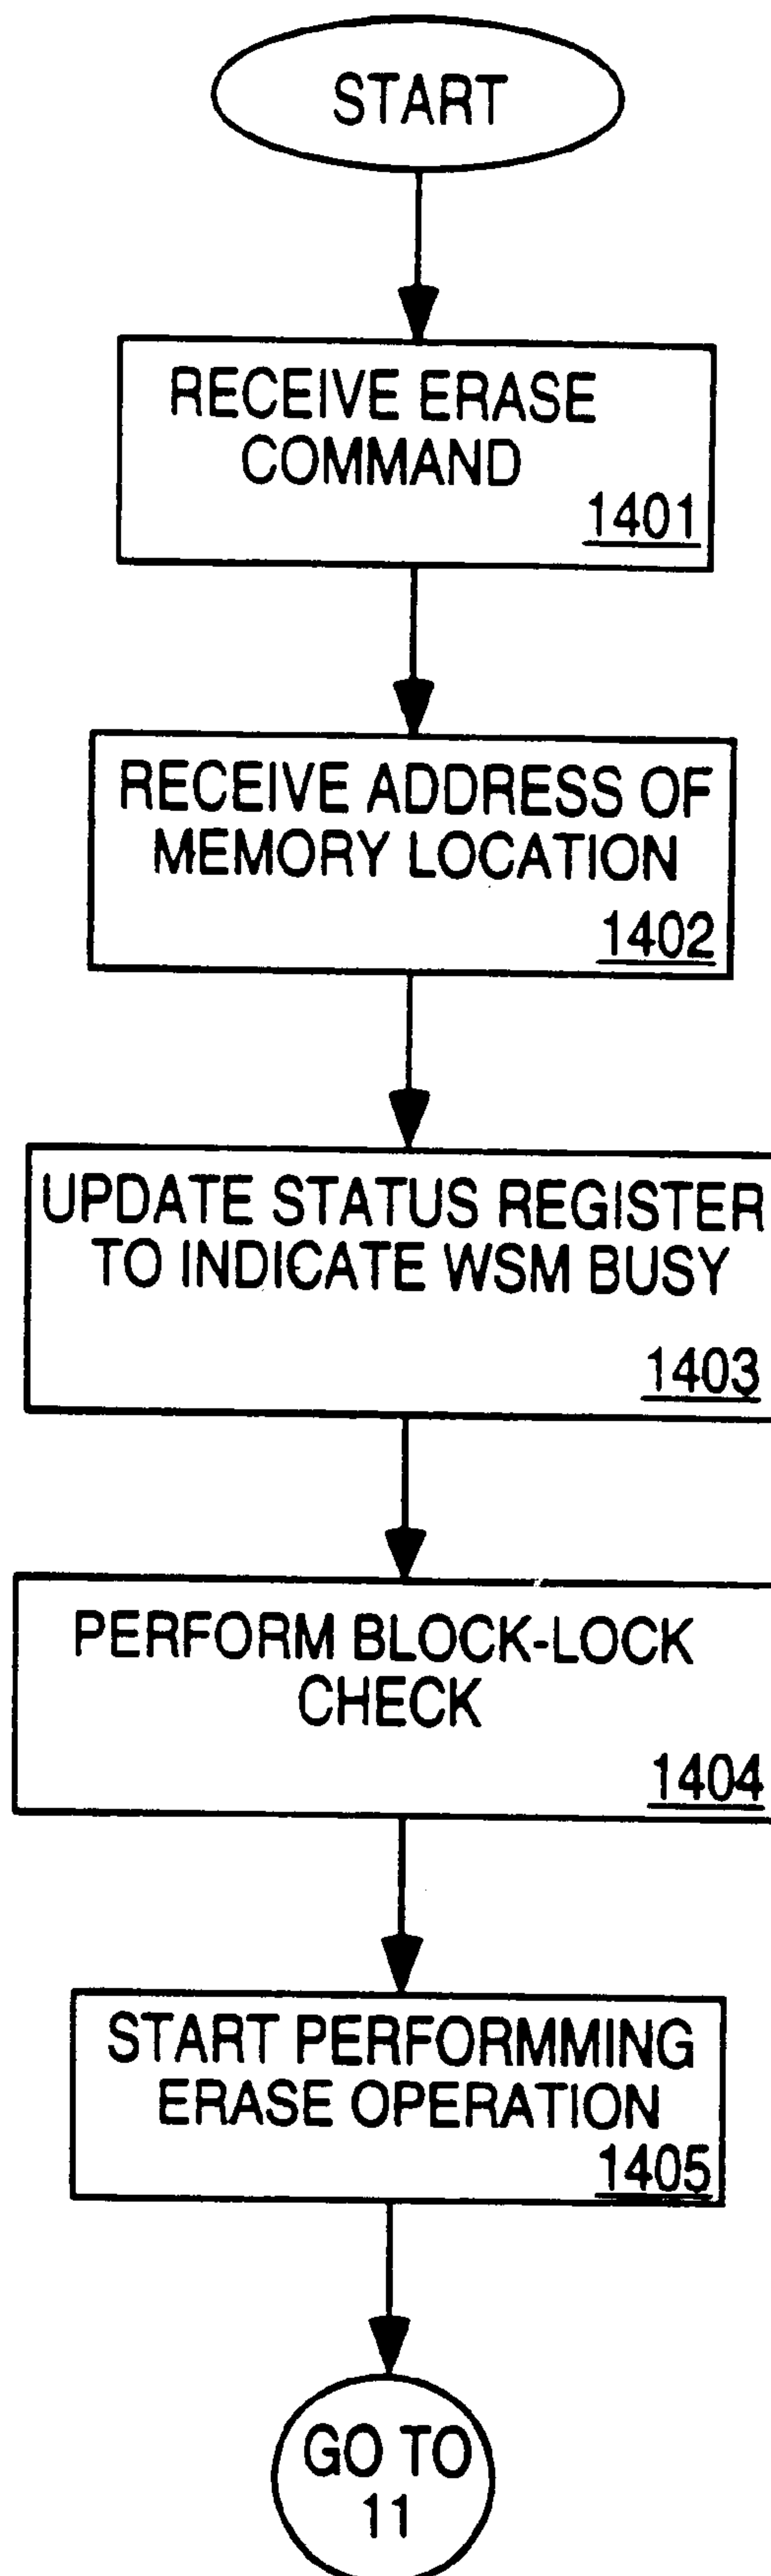 START
RECEIVE ERASE
COMMAND
1401
RECEIVE ADDRESS OF
MEMORY LOCATION
1402
UPDATE STATUS REGISTER
TO INDICATE WSM BUSY
1403
PERFORM BLOCK-LOCK
CHECK
1404
START PERFORMMING
ERASE OPERATION
1405
GO TO
11